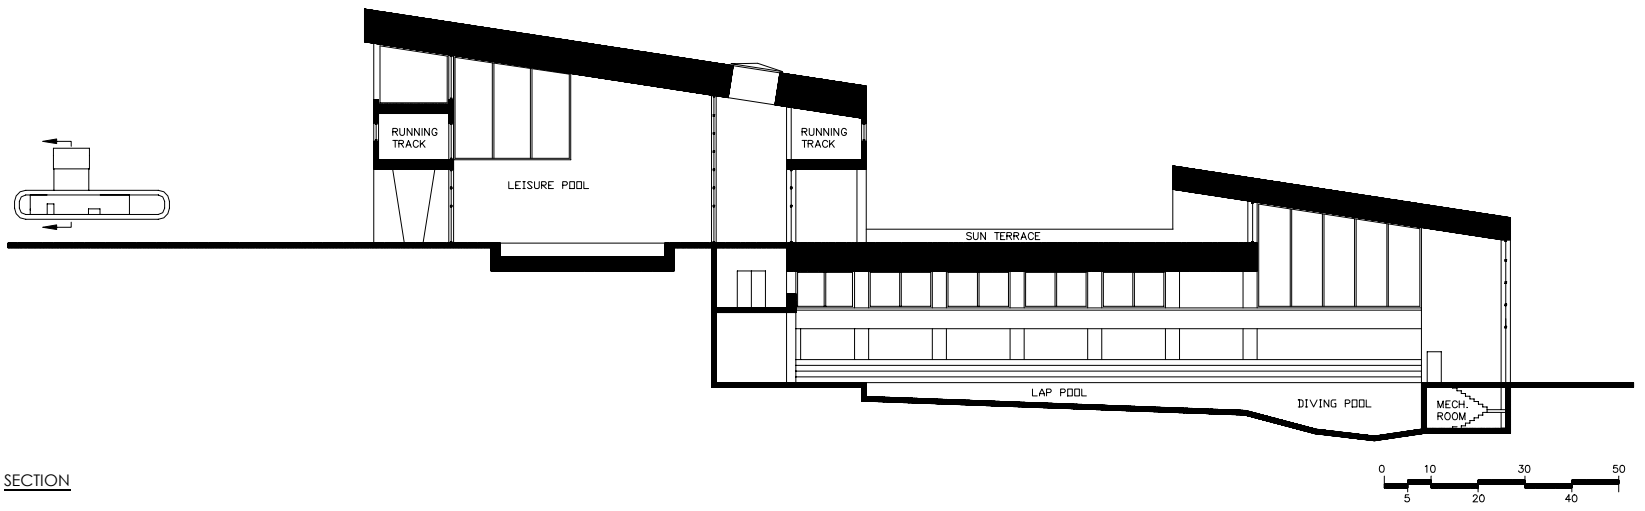 RUNNING
TRACK
RUNNING
TRACK
LEISURE POOL
SUN TERRACE
LAP POOL
DIVING POOL
MECH.
ROOM
SECTION
0 10 30 50
5 20 40